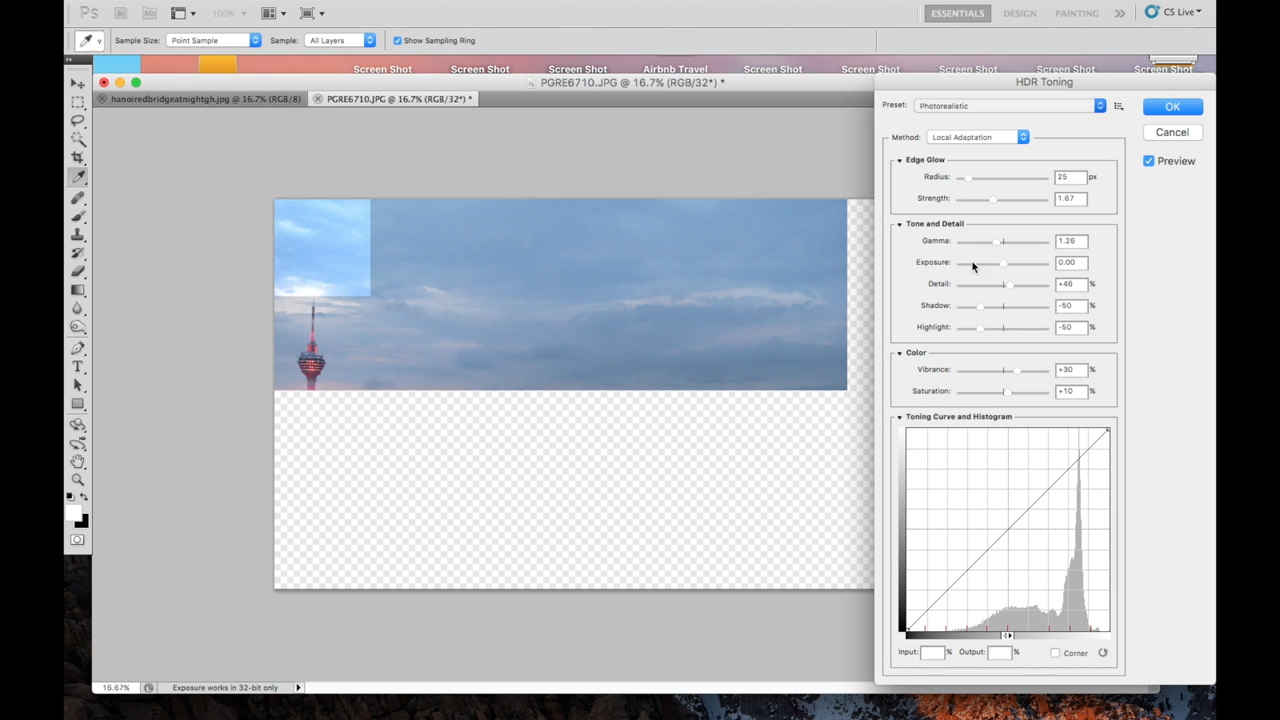 Ps Br Mb 100% ESSENTIALS DESIGN PAINTING CS Live
Sample Size: Point Sample Sample: All Layers Show Sampling Ring
Screen Shot Screen Shot Screen Shot Airbnb Travel Screen Shot Screen Shot Screen Shot Screen Shot Screen Shot
PGRE6710.JPG @ 16.7% (RGB/32*) *
hanoiredbridgeatnightgh.jpg @ 16.7% (RGB/8)
PGRE6710.JPG @ 16.7% (RGB/32*) *
HDR Toning
Preset: Photorealistic
OK
Cancel
Preview
Method: Local Adaptation
Edge Glow
Radius: 25 px
Strength: 1.67
Tone and Detail
Gamma: 1.26
Exposure: 0.00
Detail: +46 %
Shadow: -50 %
Highlight: -50 %
Color
Vibrance: +30 %
Saturation: +10 %
Toning Curve and Histogram
Input: % Output: % Corner
16.67% Exposure works in 32-bit only